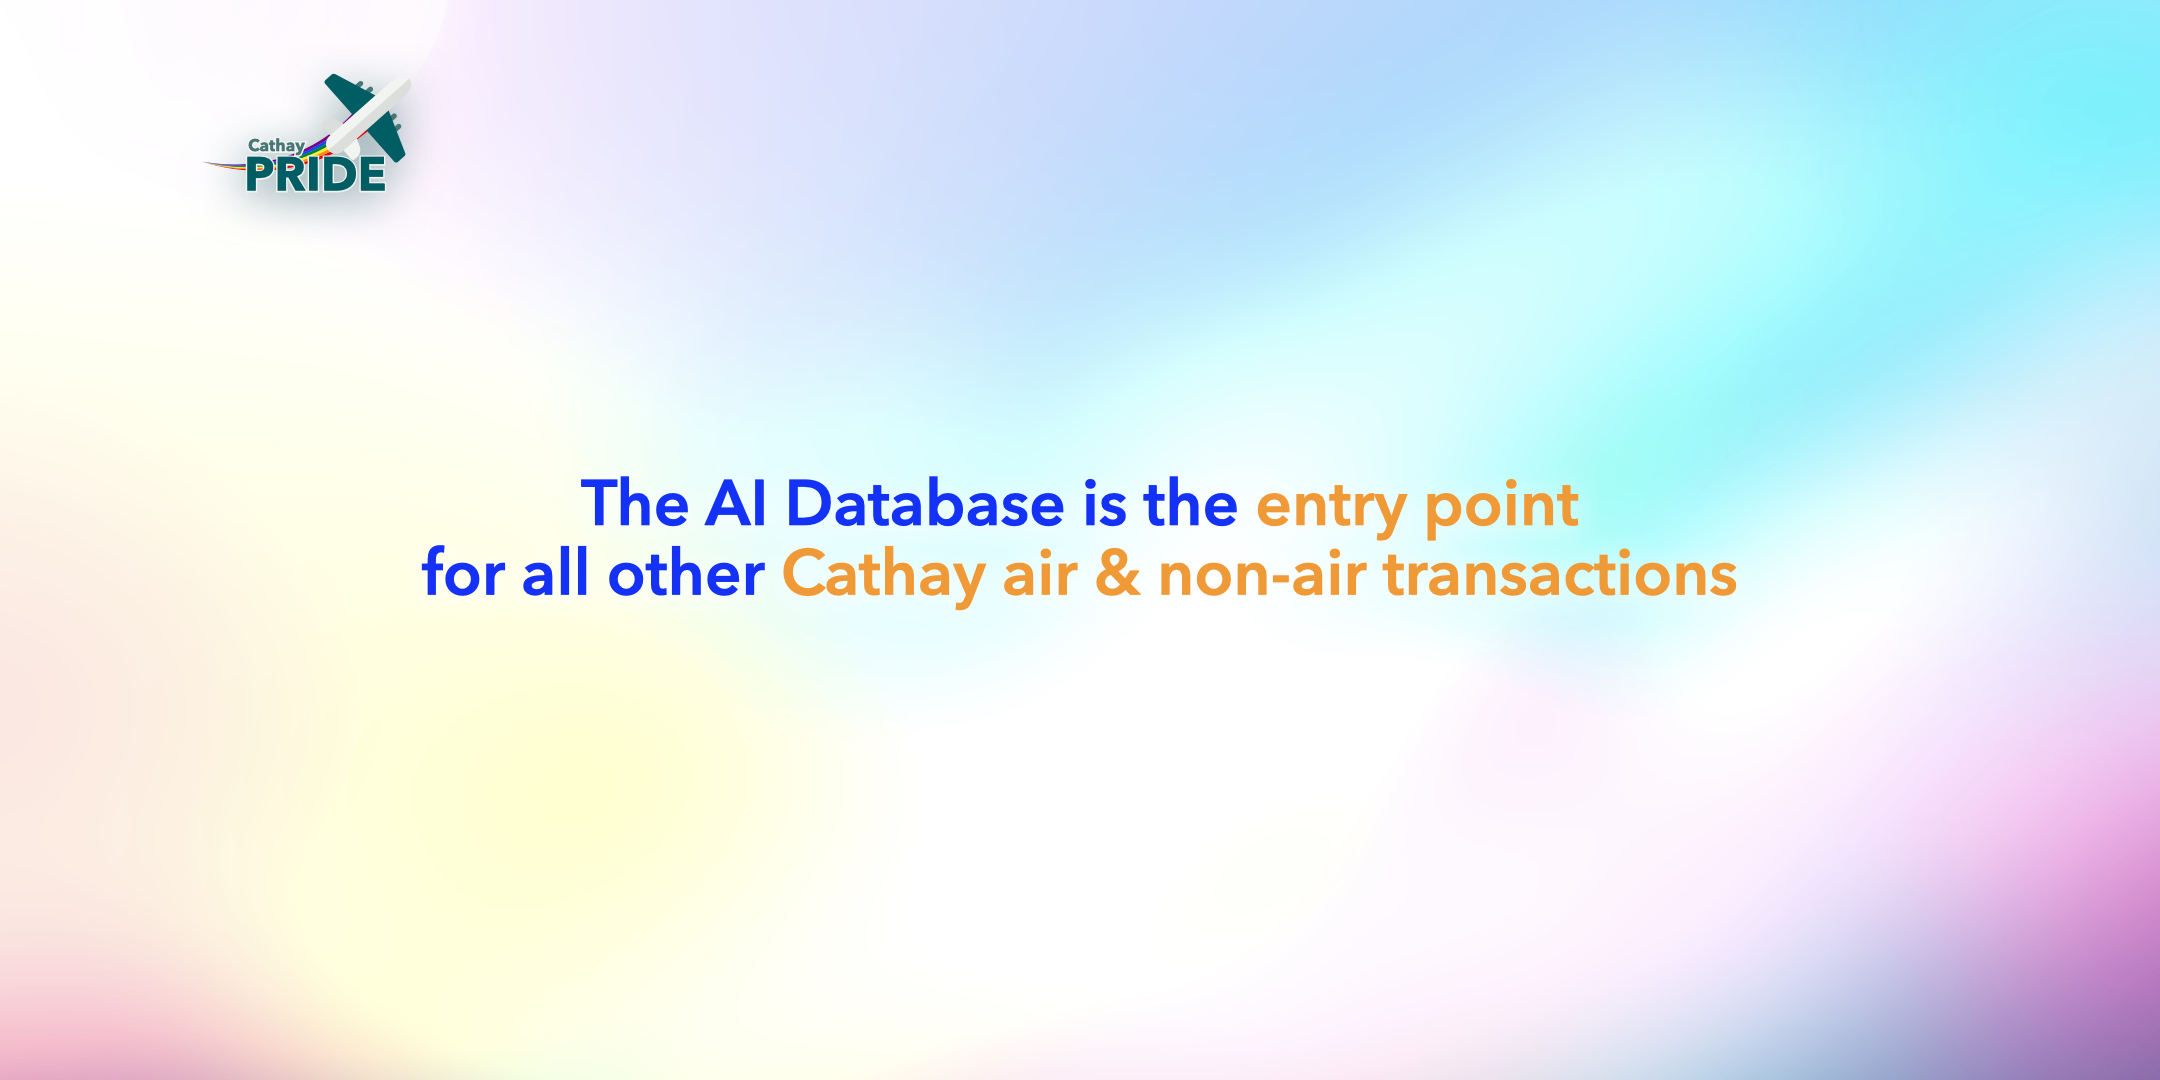 Cathay
PRIDE
The AI Database is the entry point
for all other Cathay air & non-air transactions